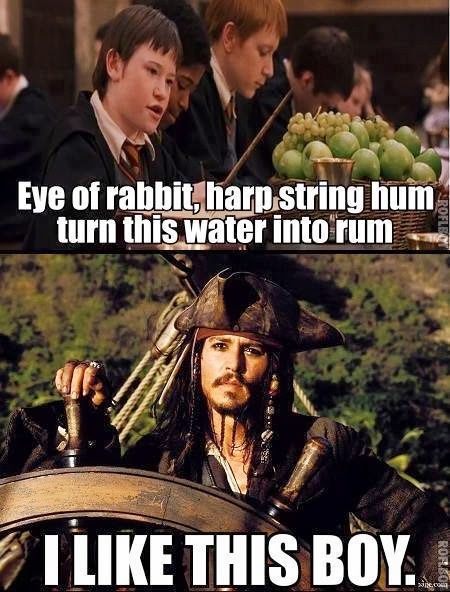 Eye of rabbit, harp string hum
turn this water into rum
I LIKE THIS BOY.